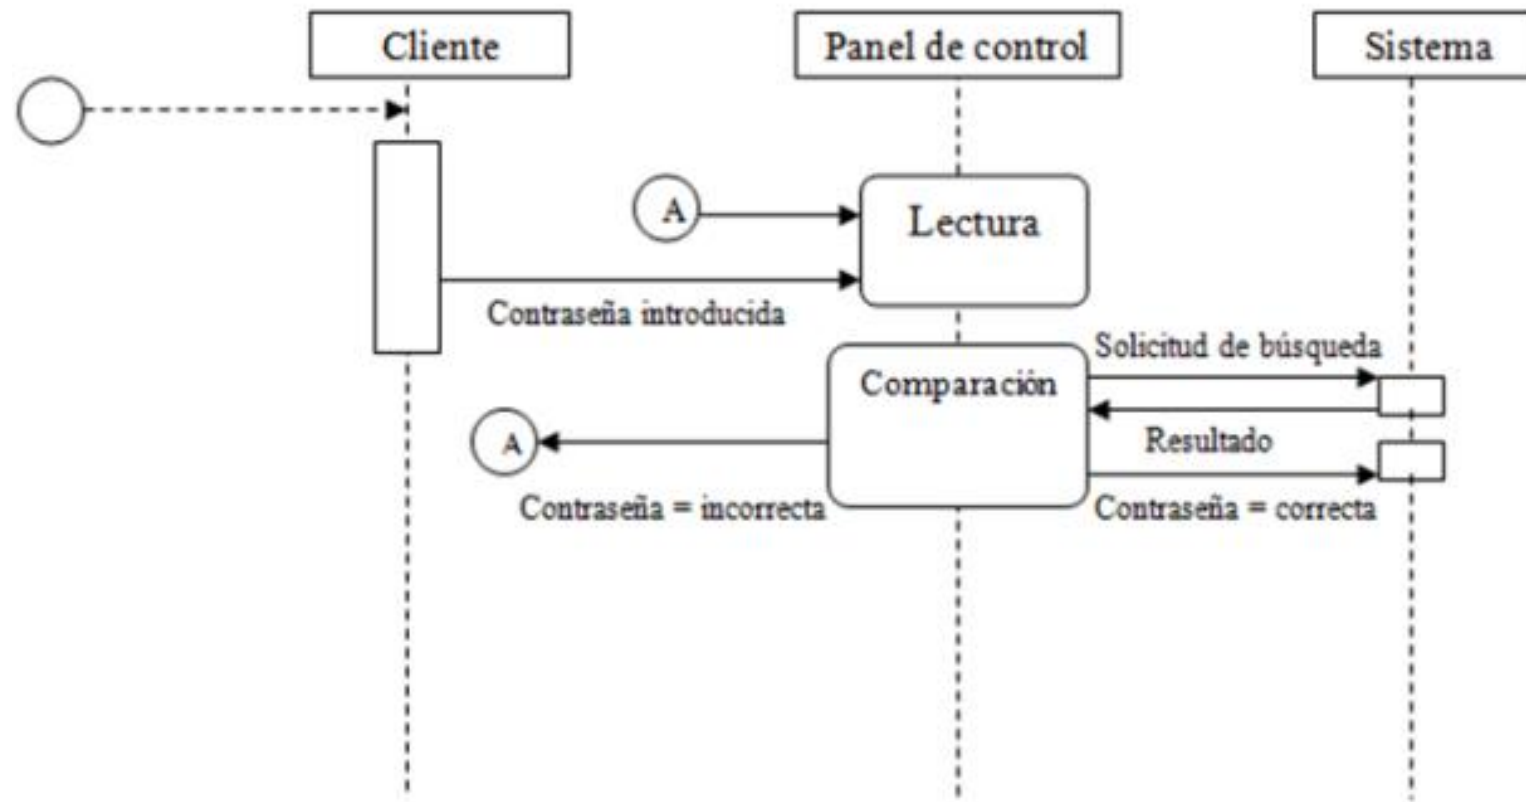 Cliente
Panel de control
Sistema
A
Lectura
Contraseña introducida
Solicitud de búsqueda
Comparación
A
Resultado
Contraseña = incorrecta
Contraseña = correcta